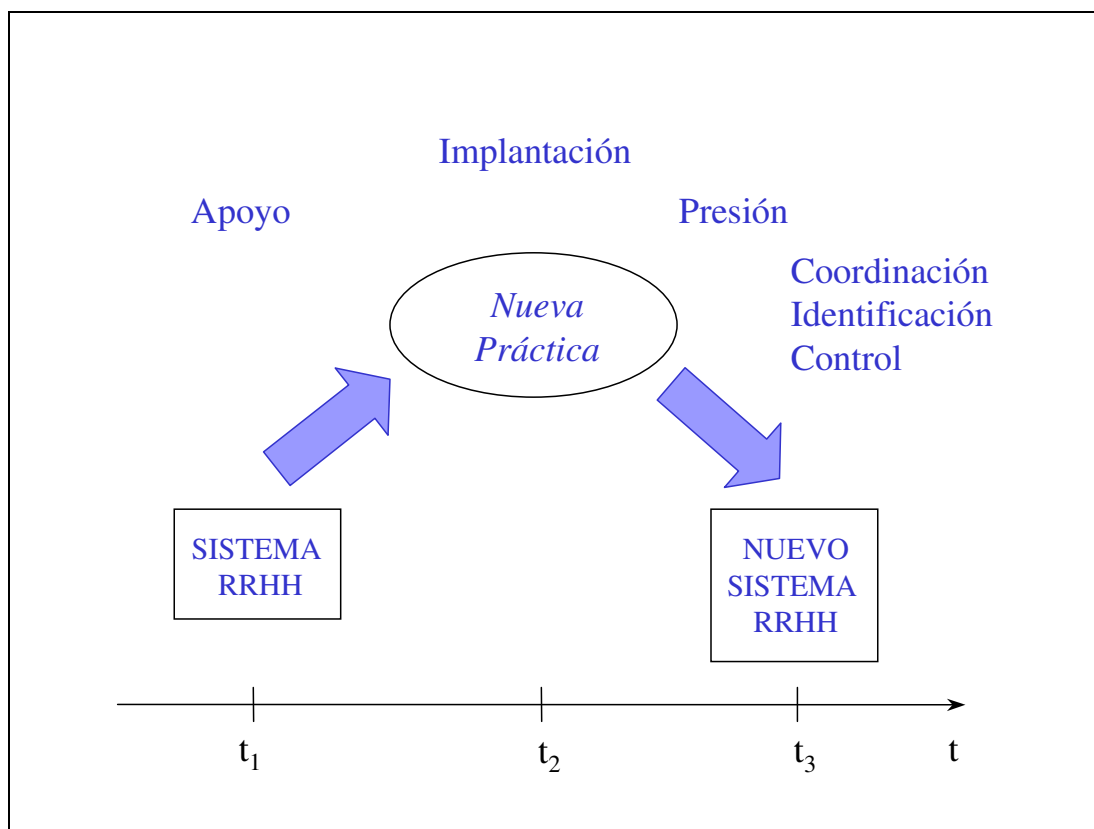 Implantación
Apoyo
Presión
Coordinación
Identificación
Control
Nueva
Práctica
SISTEMA
RRHH
NUEVO
SISTEMA
RRHH
t₁
t₂
t₃
t